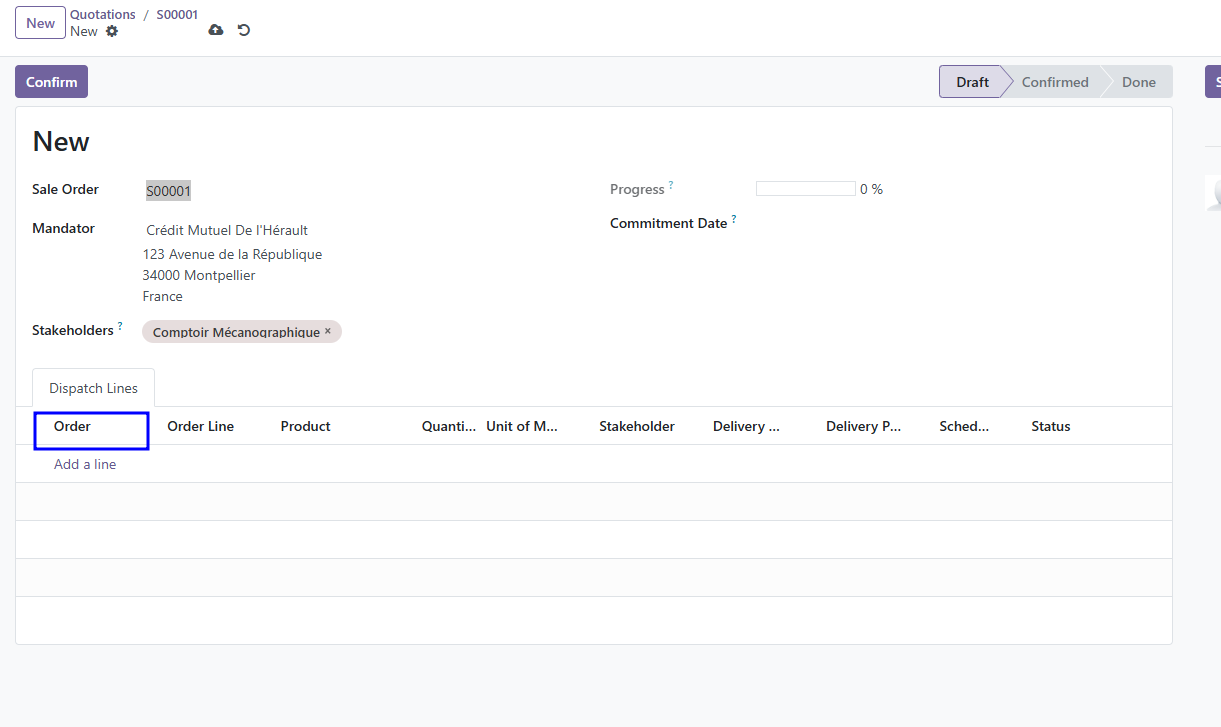 New
Quotations / S00001
New
Confirm
Draft
Confirmed
Done
S
New
Sale Order
S00001
Progress ?
0 %
Mandator
Crédit Mutuel De l'Hérault
Commitment Date ?
123 Avenue de la République
34000 Montpellier
France
Stakeholders ?
Comptoir Mécanographique ×
Dispatch Lines
Order Order Line Product Quanti... Unit of M... Stakeholder Delivery ... Delivery P... Sched... Status
Add a line